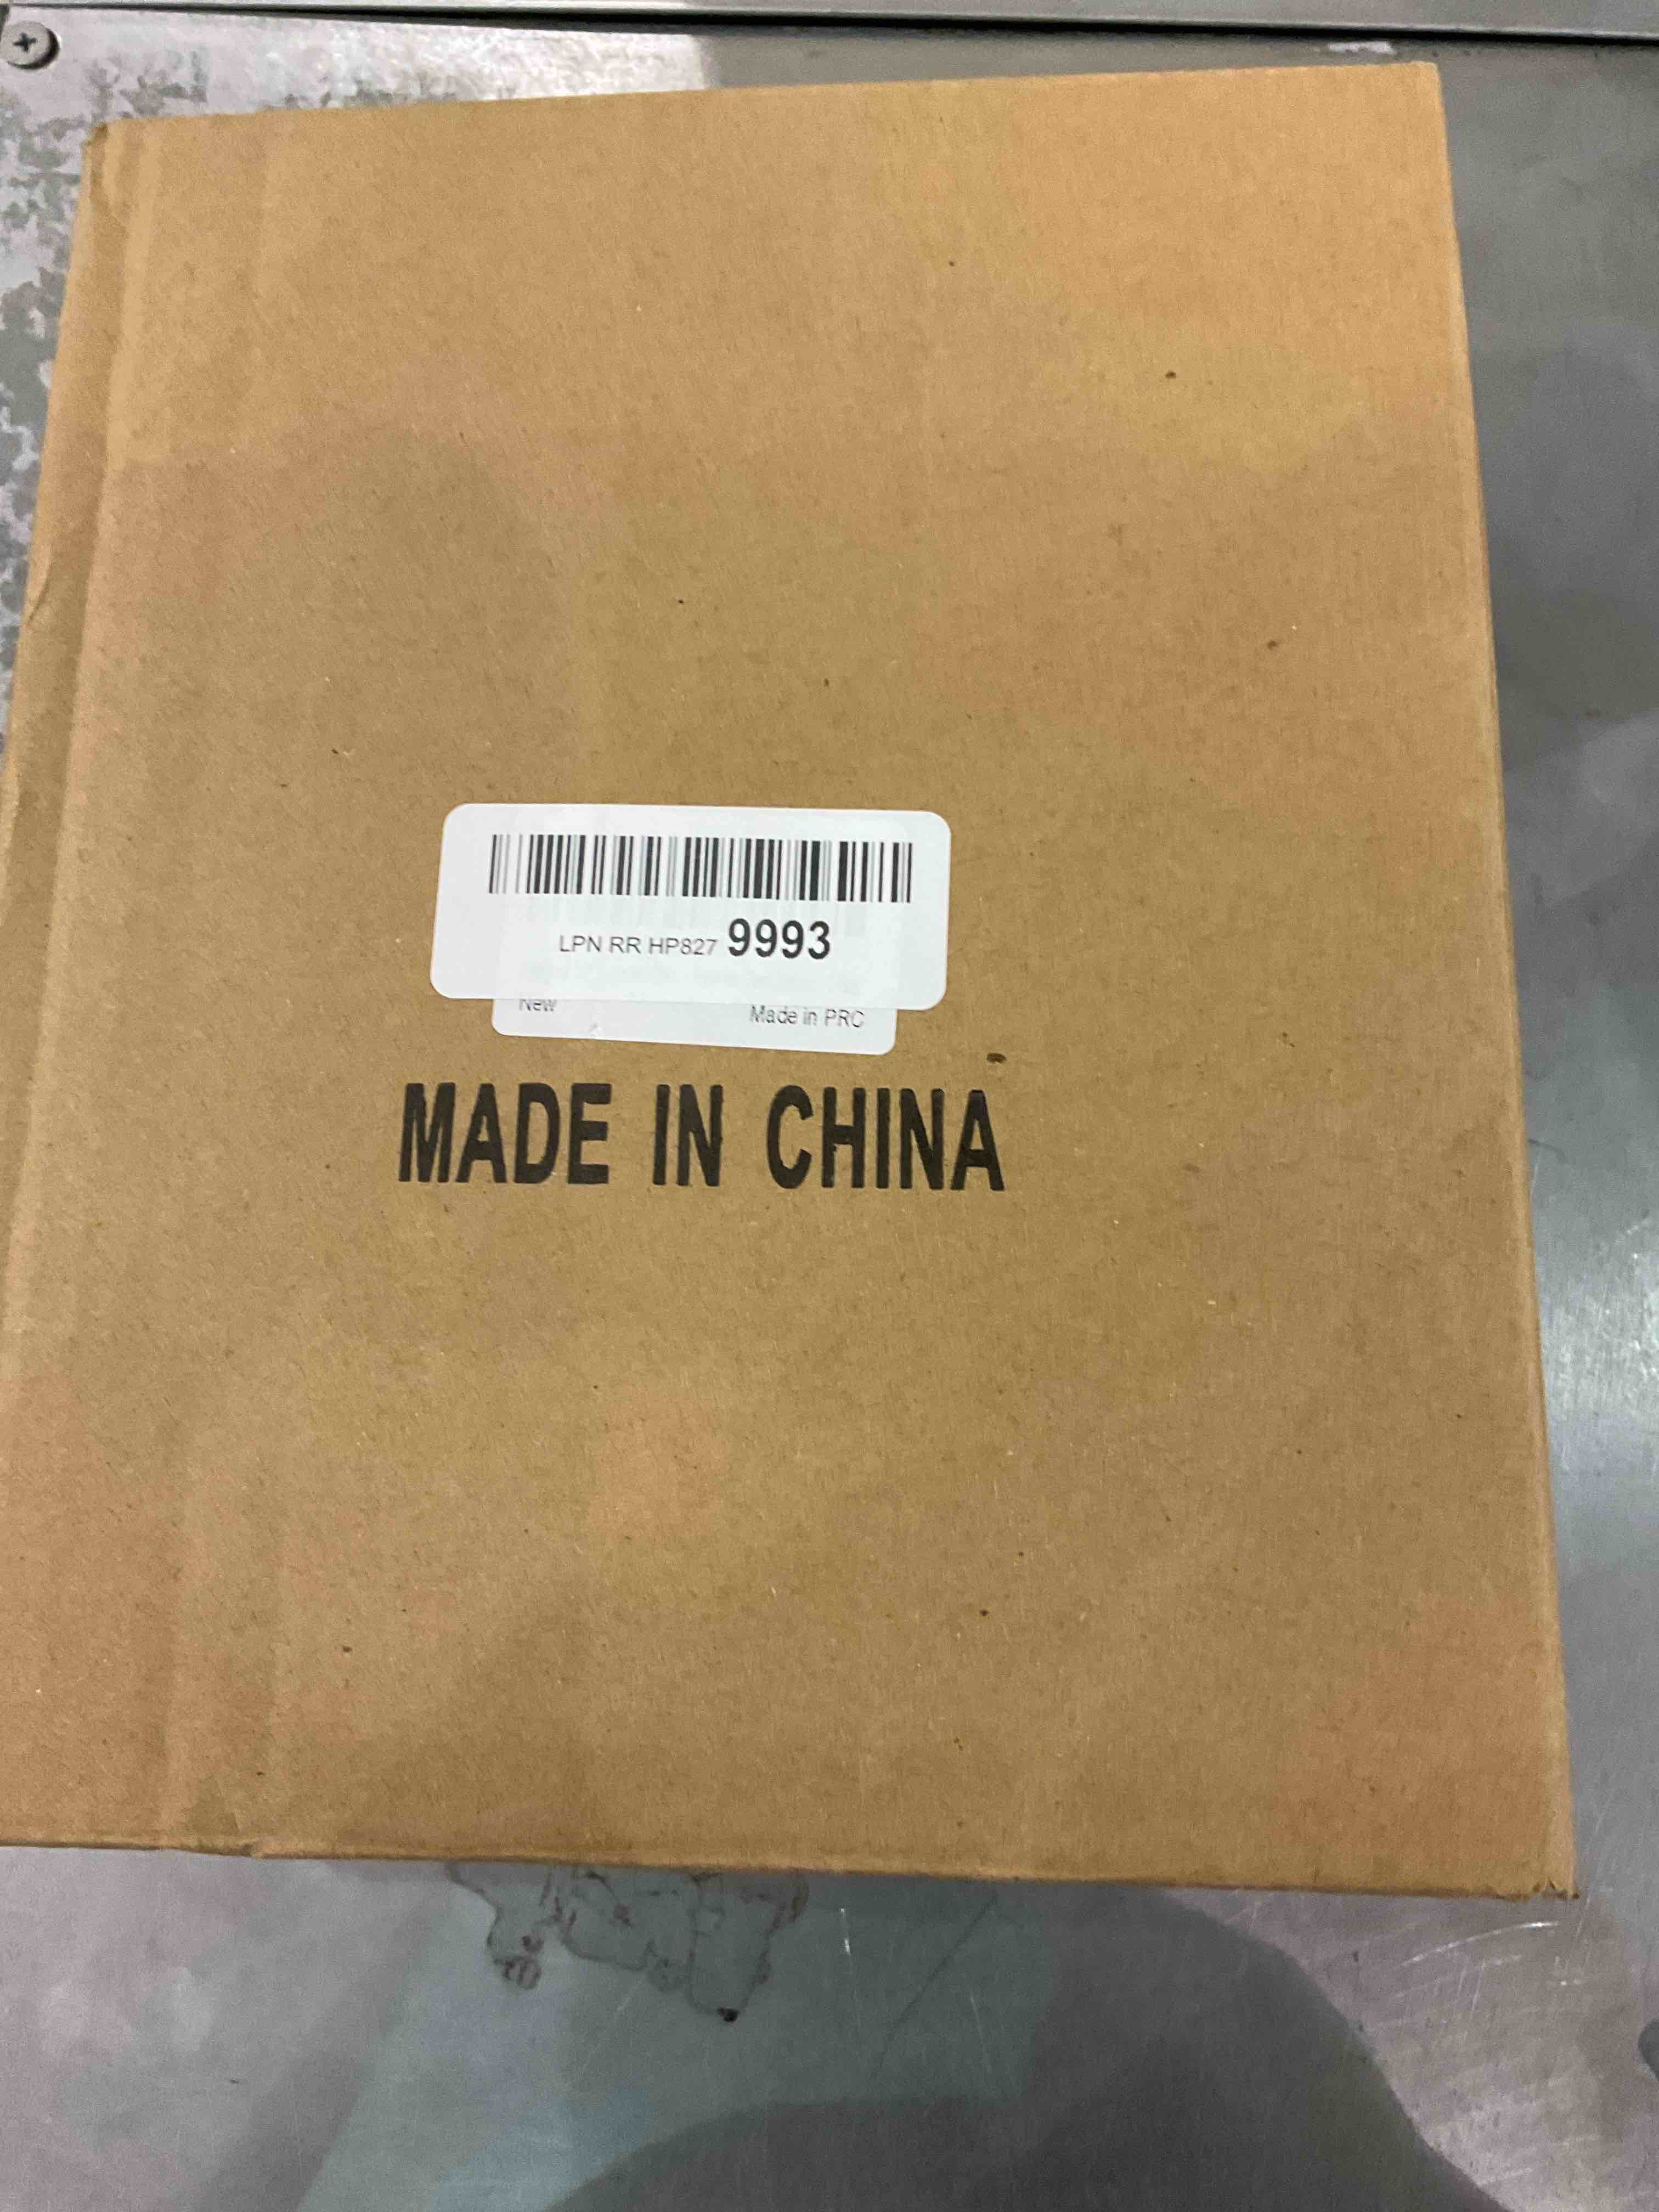 LPN RR HP827 9993
New Made in PRC
MADE IN CHINA